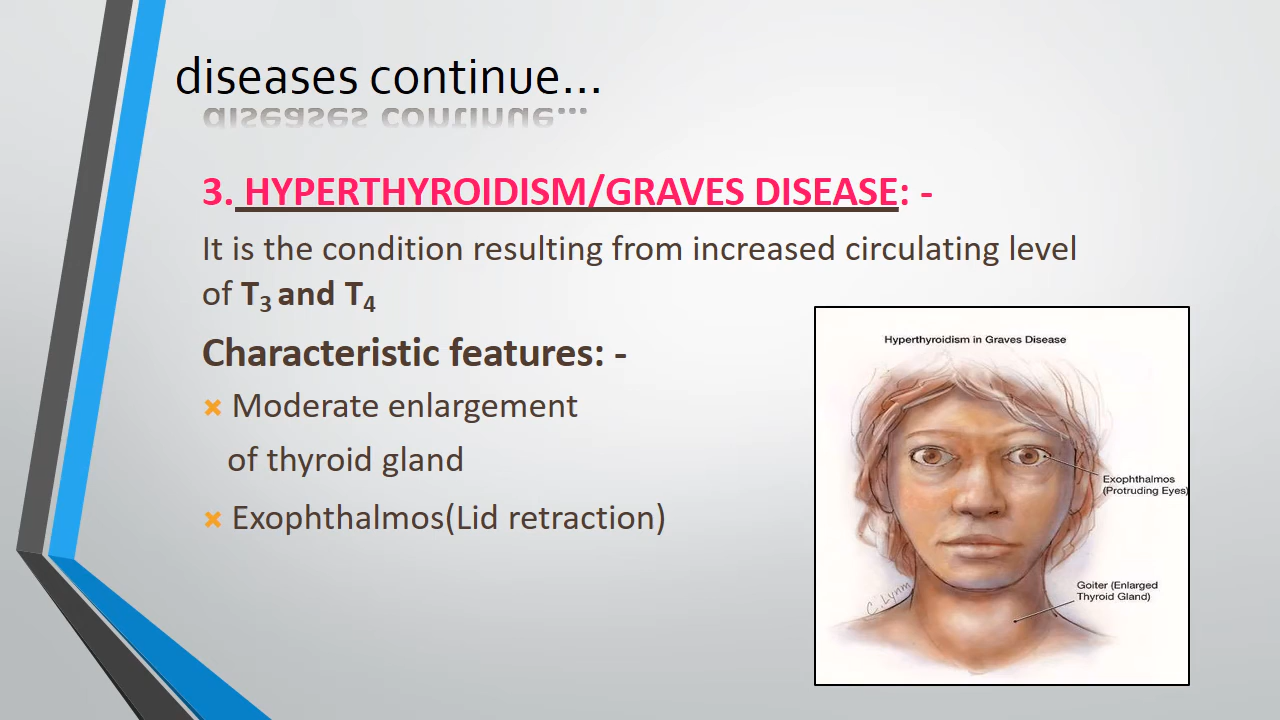 diseases continue...
3. HYPERTHYROIDISM/GRAVES DISEASE: -
It is the condition resulting from increased circulating level
of T₃ and T₄
Characteristic features: -
Moderate enlargement
of thyroid gland
Exophthalmos(Lid retraction)
Hyperthyroidism in Graves Disease
Exophthalmos
(Protruding Eyes)
Goiter (Enlarged
Thyroid Gland)
C. Lynm